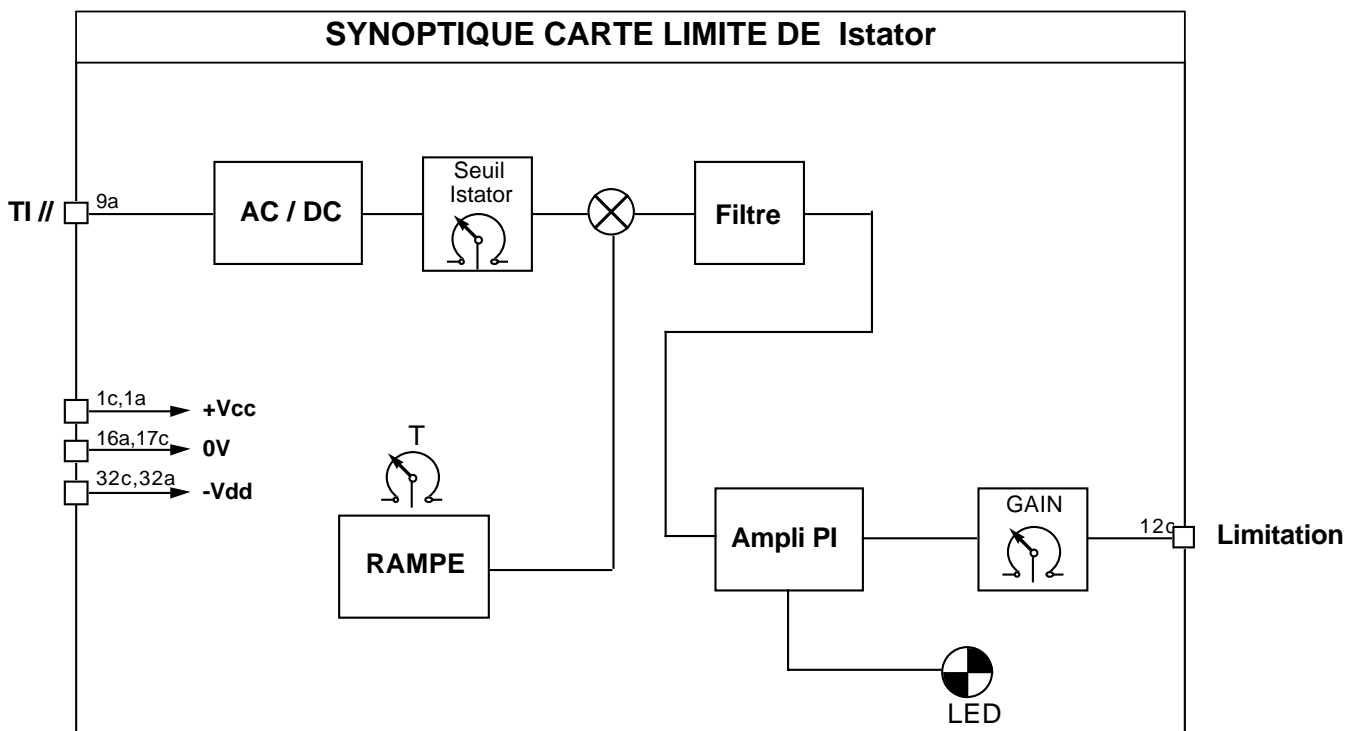 SYNOPTIQUE CARTE LIMITE DE Istator
Seuil
Istator
TI //
9a
AC / DC
Filtre
1c,1a
+Vcc
16a,17c
0V
32c,32a
-Vdd
T
RAMPE
Ampli PI
GAIN
12c
Limitation
LED